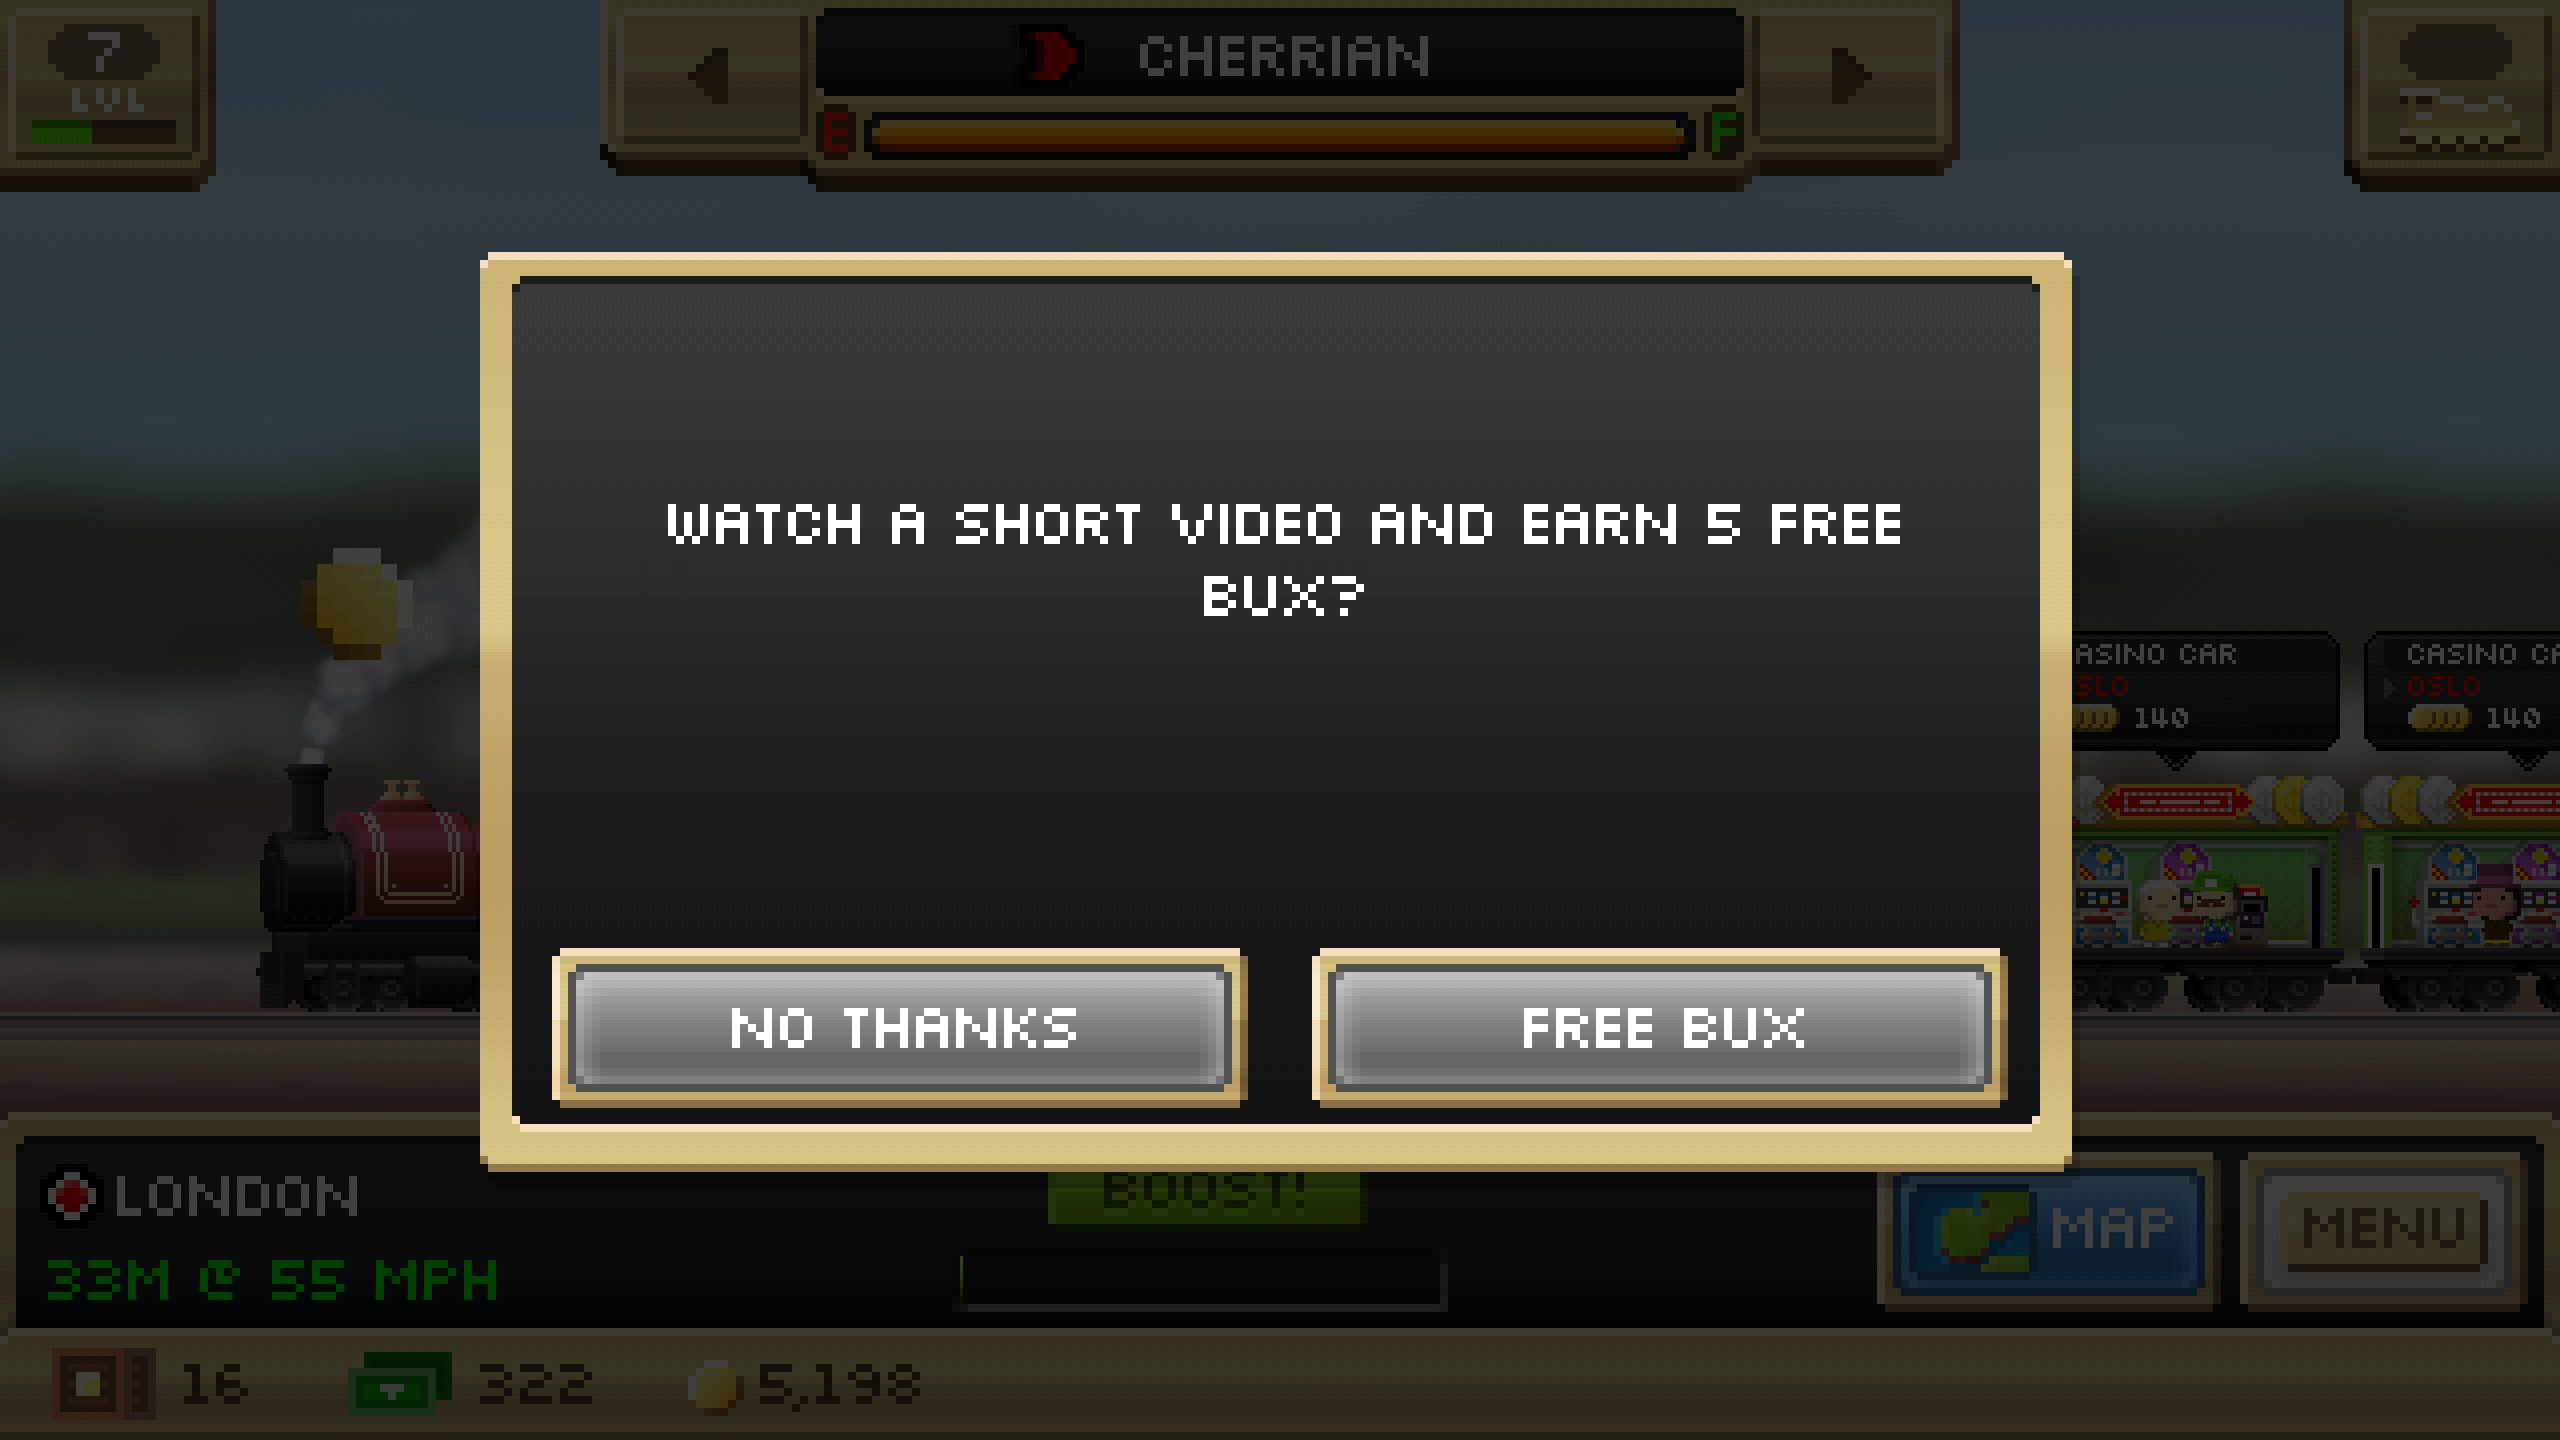 7
LVL
CHERRIAN
E
F
WATCH A SHORT VIDEO AND EARN 5 FREE
BUX?
NO THANKS
FREE BUX
ASINO CAR
SLO
140
CASINO CA
OSLO
140
LONDON
33M @ 55 MPH
BOOST!
MAP
MENU
16
322
5,198